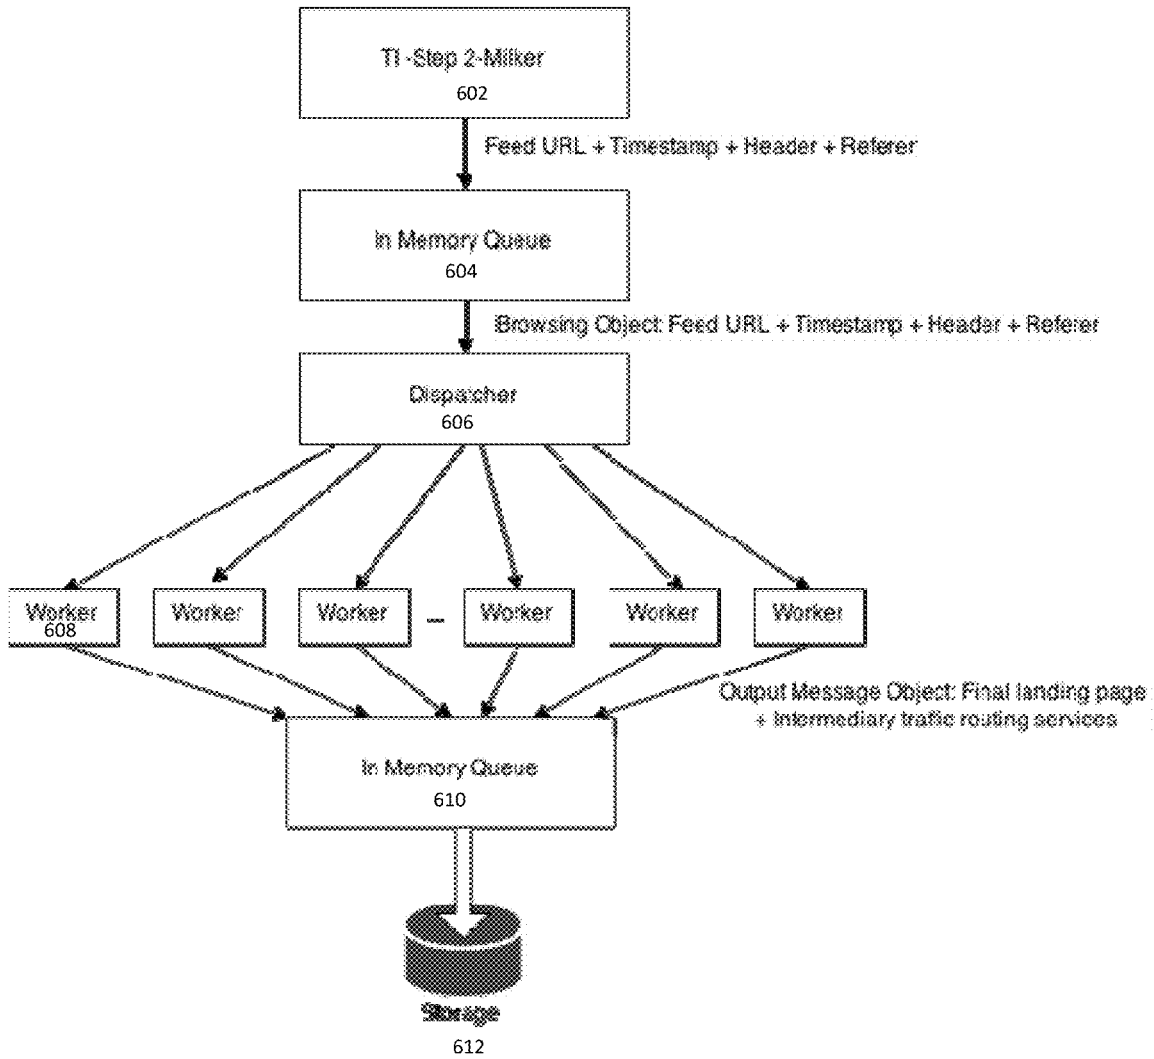 TI -Step 2-Milker
602
Feed URL + Timestamp + Header + Referer
In Memory Queue
604
Browsing Object: Feed URL + Timestamp + Header + Referer
Dispatcher
606
Worker Worker Worker – Worker Worker Worker
608
Output Message Object: Final landing page
+ Intermediary traffic routing services
In Memory Queue
610
Storage
612